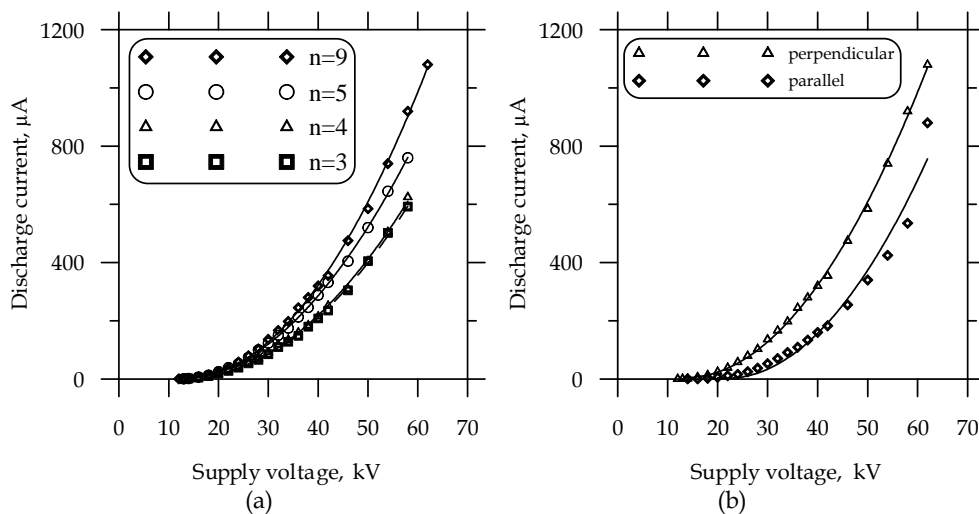 1200
800
400
0
Discharge current, μA
n=9
n=5
n=4
n=3
0 10 20 30 40 50 60 70
Supply voltage, kV
(a)
1200
800
400
0
Discharge current, μA
perpendicular
parallel
0 10 20 30 40 50 60 70
Supply voltage, kV
(b)